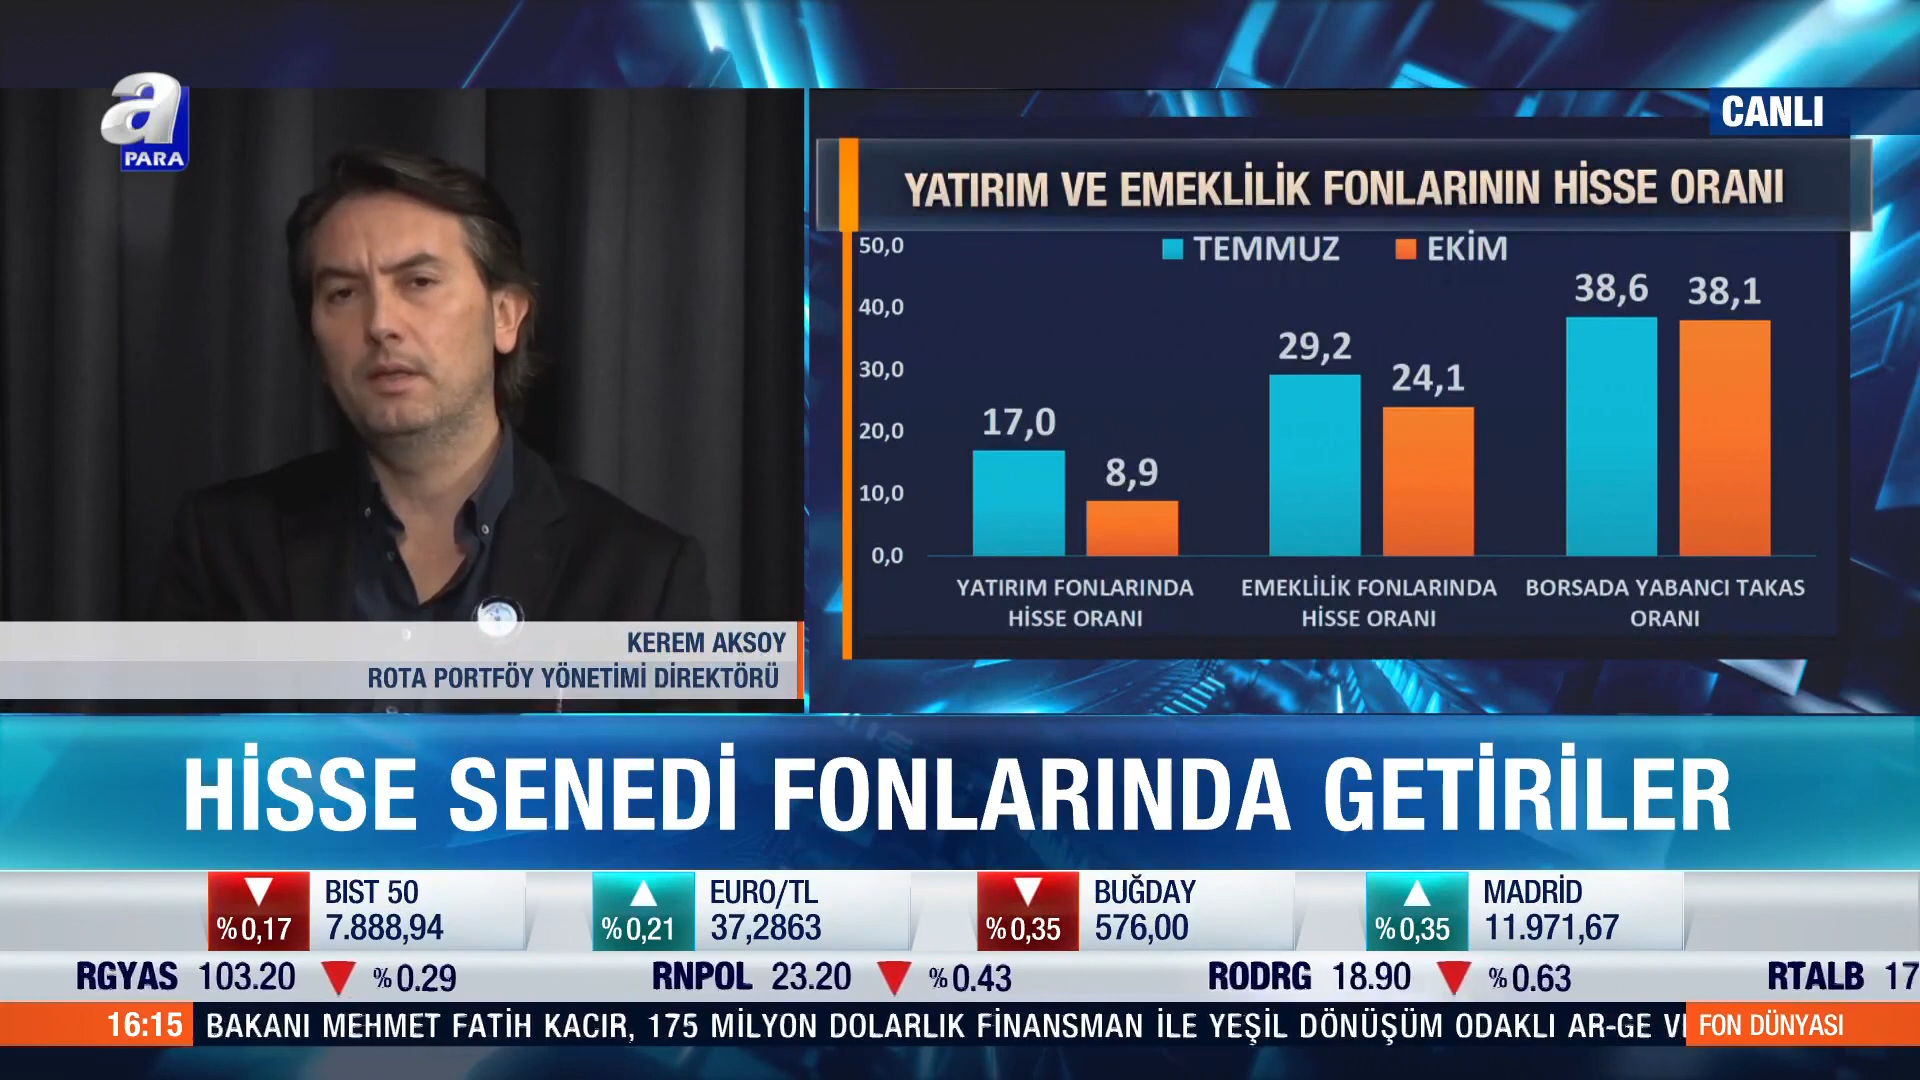 a
PARA
CANLI
YATIRIM VE EMEKLİLİK FONLARININ HİSSE ORANI
TEMMUZ EKİM
50,0
40,0
30,0
20,0
10,0
0,0
17,0 8,9
29,2 24,1
38,6 38,1
YATIRIM FONLARINDA
HİSSE ORANI
EMEKLİLİK FONLARINDA
HİSSE ORANI
BORSADA YABANCI TAKAS
ORANI
KEREM AKSOY
ROTA PORTFÖY YÖNETİMİ DİREKTÖRÜ
HİSSE SENEDİ FONLARINDA GETİRİLER
%0,17 BIST 50 7.888,94
%0,21 EURO/TL 37,2863
%0,35 BUĞDAY 576,00
%0,35 MADRİD 11.971,67
RGYAS 103.20 %0.29 RNPOL 23.20 %0.43 RODRG 18.90 %0.63 RTALB 17
16:15 BAKANI MEHMET FATİH KACIR, 175 MİLYON DOLARLIK FİNANSMAN İLE YEŞİL DÖNÜŞÜM ODAKLI AR-GE FON DÜNYASI